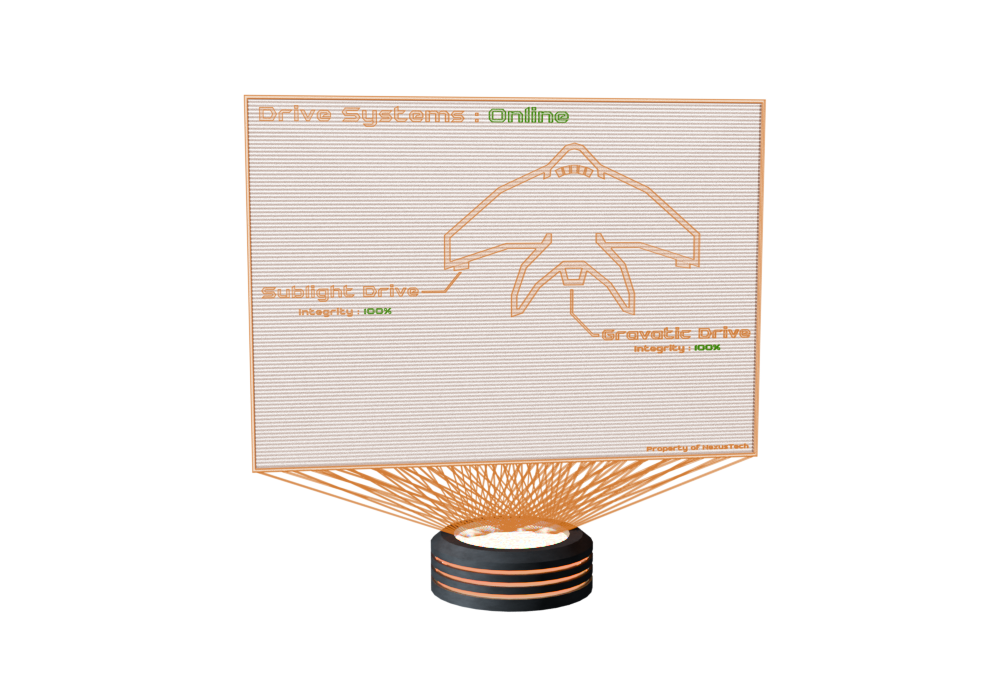 Drive Systems : Online
Sublight Drive
Integrity : 100%
Gravatic Drive
Integrity : 100%
Property of NexusTech